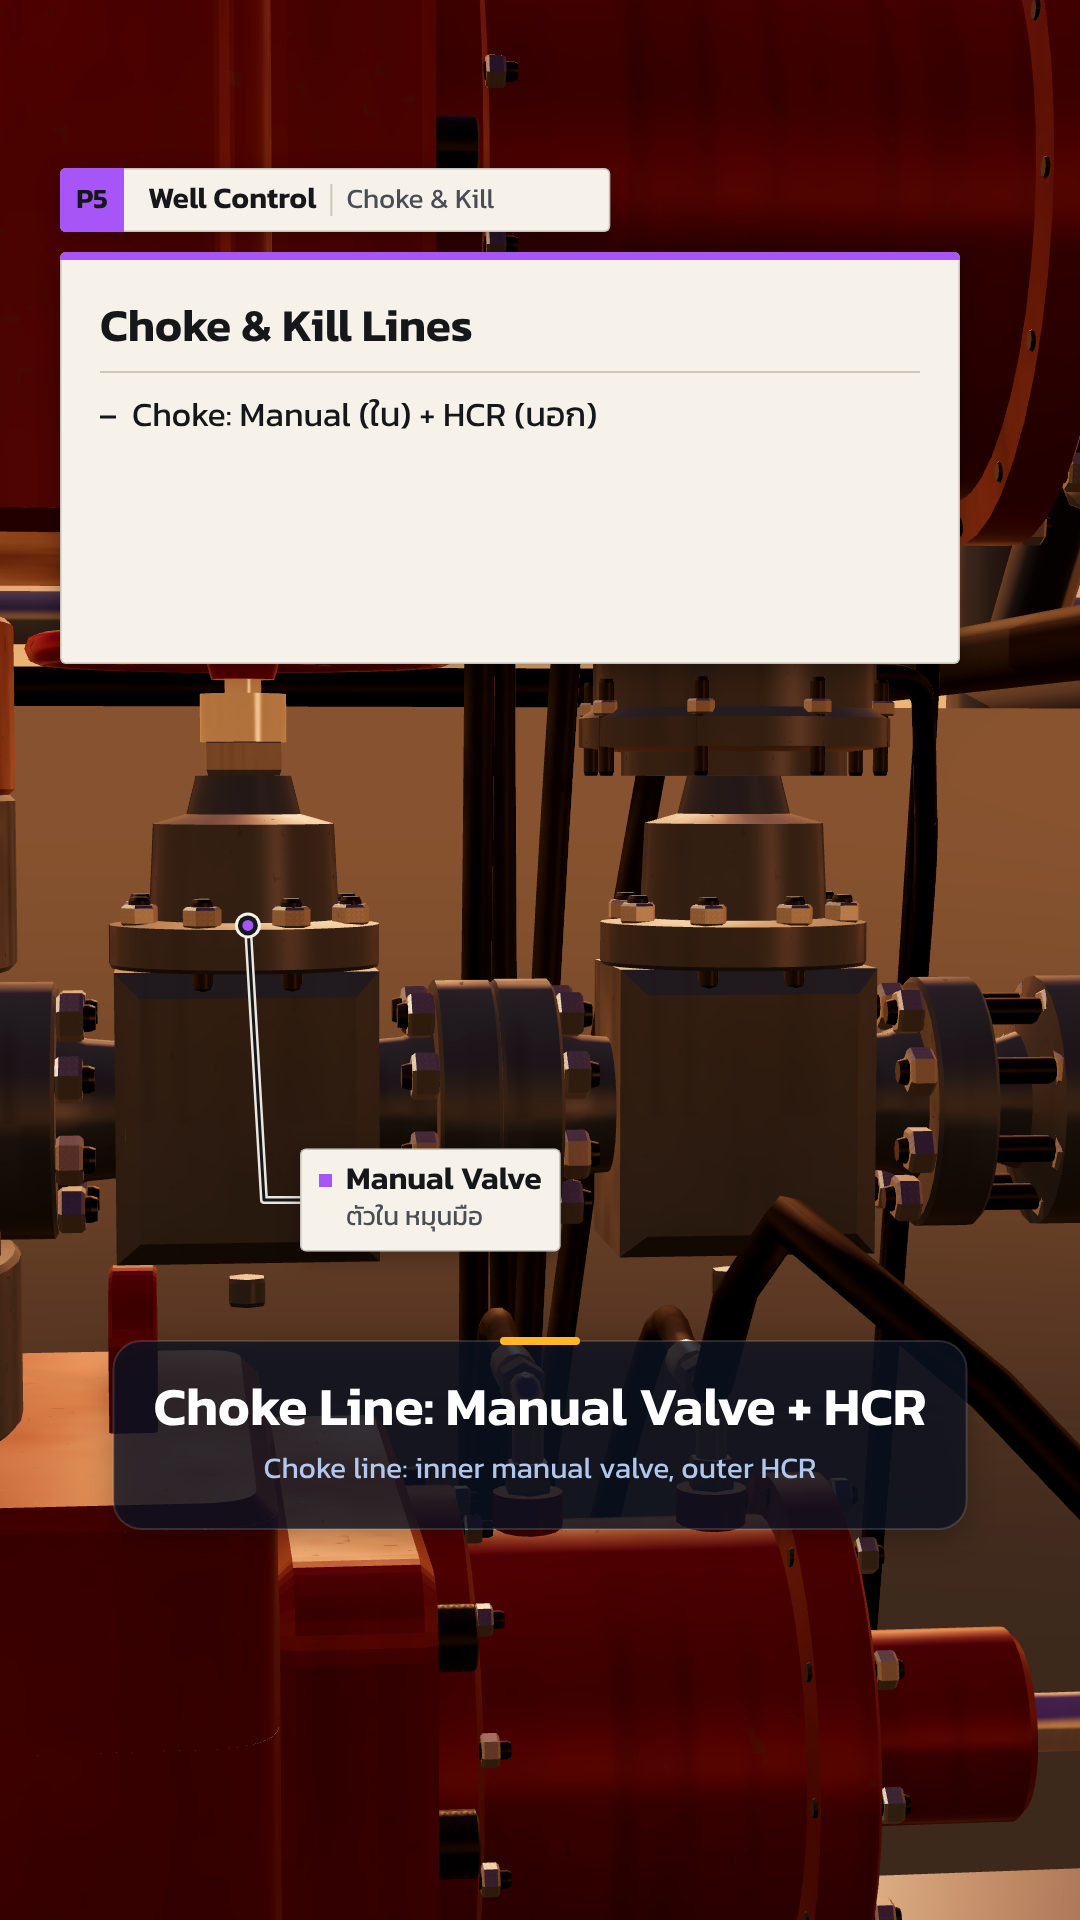 P5 Well Control | Choke & Kill
Choke & Kill Lines
– Choke: Manual (ใน) + HCR (นอก)
Manual Valve
ตัวใน หมุนมือ
Choke Line: Manual Valve + HCR
Choke line: inner manual valve, outer HCR